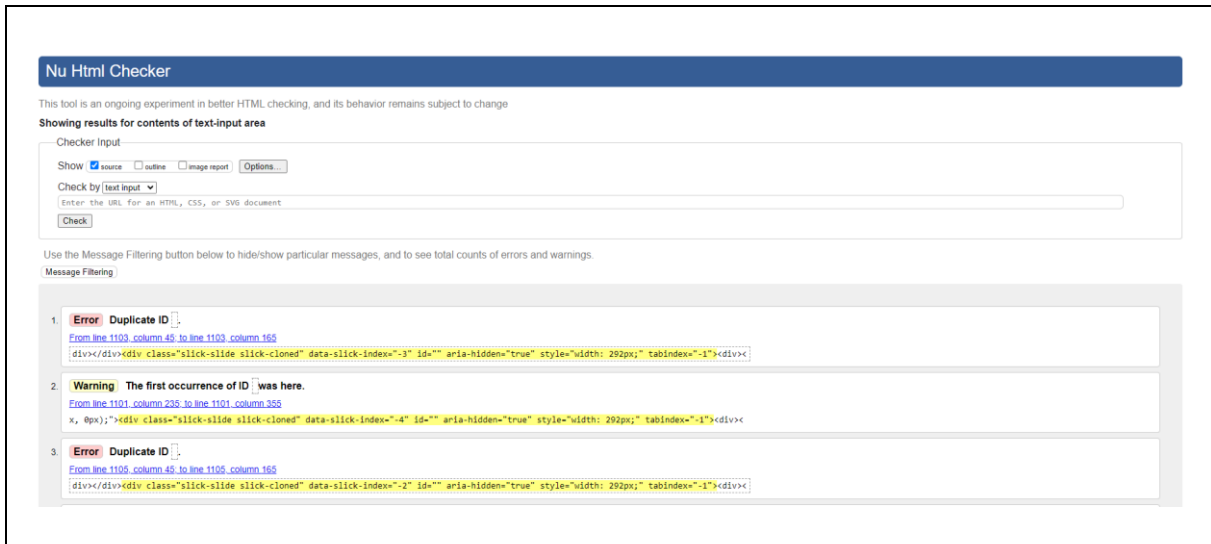 Nu Html Checker
This tool is an ongoing experiment in better HTML checking, and its behavior remains subject to change
Showing results for contents of text-input area
Checker Input
Show source outline image report Options...
Check by text input
Enter the URL for an HTML, CSS, or SVG document
Check
Use the Message Filtering button below to hide/show particular messages, and to see total counts of errors and warnings.
Message Filtering
1. Error Duplicate ID .
From line 1103, column 45; to line 1103, column 165
div></div><div class="slick-slide slick-cloned" data-slick-index="-3" id="" aria-hidden="true" style="width: 292px;" tabindex="-1"><div><
2. Warning The first occurrence of ID was here.
From line 1101, column 235; to line 1101, column 355
x, 0px);"><div class="slick-slide slick-cloned" data-slick-index="-4" id="" aria-hidden="true" style="width: 292px;" tabindex="-1"><div><
3. Error Duplicate ID .
From line 1105, column 45; to line 1105, column 165
div></div><div class="slick-slide slick-cloned" data-slick-index="-2" id="" aria-hidden="true" style="width: 292px;" tabindex="-1"><div><